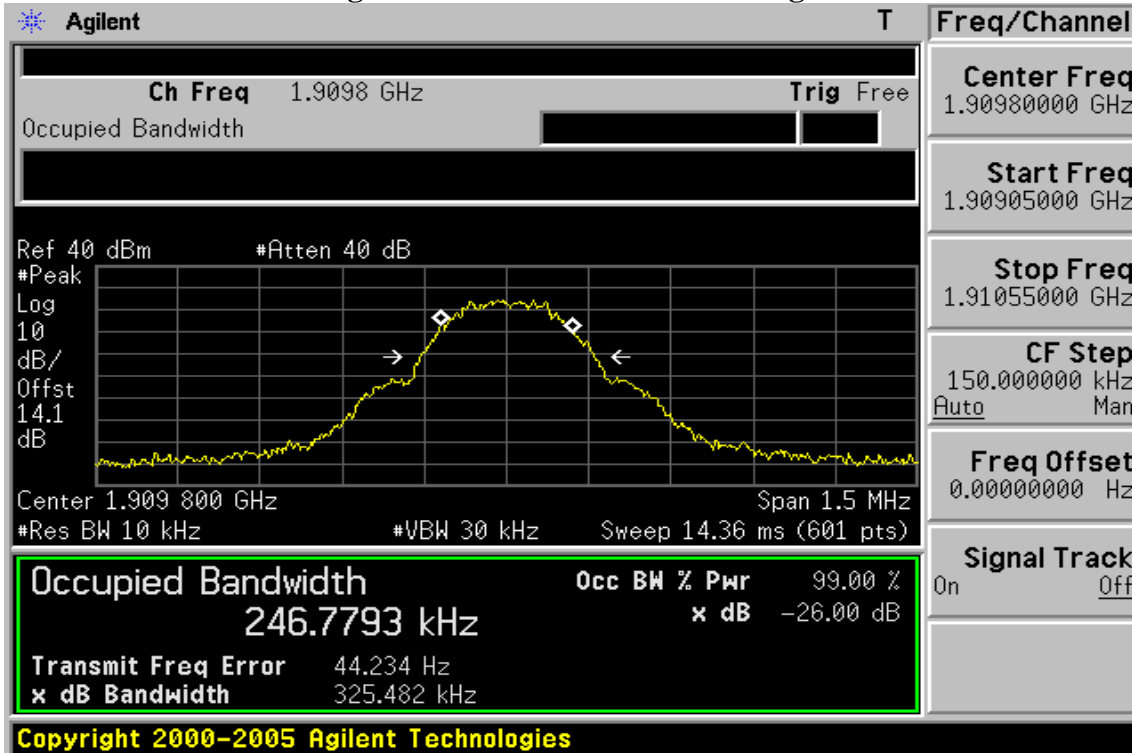 Agilent T Freq/Channel
Ch Freq 1.9098 GHz Trig Free
Occupied Bandwidth
Center Freq
1.90980000 GHz
Start Freq
1.90905000 GHz
Stop Freq
1.91055000 GHz
CF Step
150.000000 kHz
Auto Man
Freq Offset
0.00000000 Hz
Signal Track
On Off
Ref 40 dBm #Atten 40 dB
#Peak
Log
10
dB/
Offst
14.1
dB
Center 1.909 800 GHz Span 1.5 MHz
#Res BW 10 kHz #VBW 30 kHz Sweep 14.36 ms (601 pts)
Occupied Bandwidth Occ BW % Pwr 99.00 %
246.7793 kHz x dB -26.00 dB
Transmit Freq Error 44.234 Hz
x dB Bandwidth 325.482 kHz
Copyright 2000-2005 Agilent Technologies